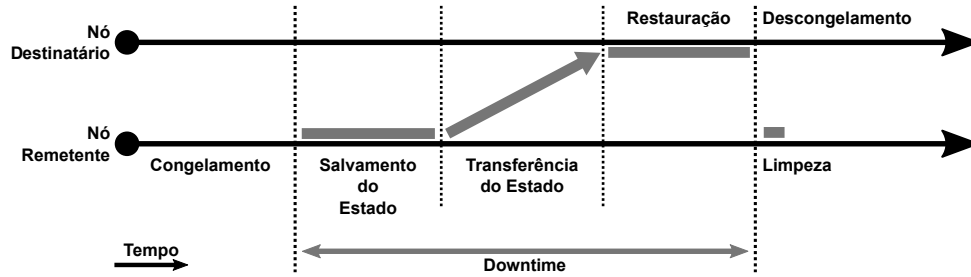 Restauração
Descongelamento
Nó
Destinatário
Nó
Remetente
Congelamento
Salvamento
do
Estado
Transferência
do Estado
Limpeza
Tempo
Downtime